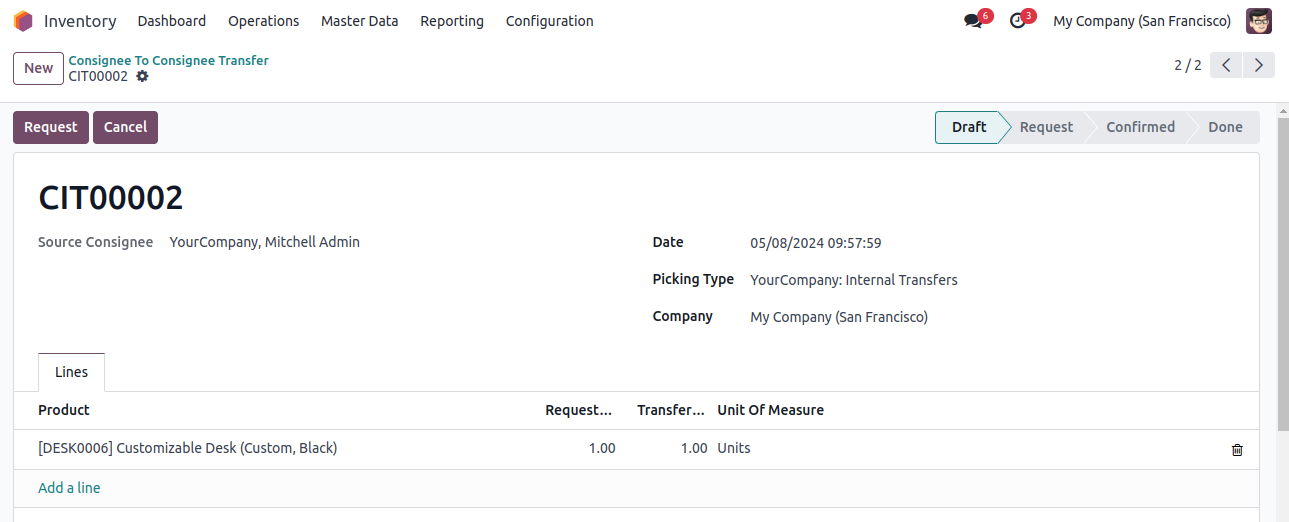 Inventory Dashboard Operations Master Data Reporting Configuration 6 3 My Company (San Francisco)
New Consignee To Consignee Transfer
CIT00002 2 / 2
Request Cancel Draft Request Confirmed Done
CIT00002
Source Consignee YourCompany, Mitchell Admin Date 05/08/2024 09:57:59
Picking Type YourCompany: Internal Transfers
Company My Company (San Francisco)
Lines
Product Request... Transfer... Unit Of Measure
[DESK0006] Customizable Desk (Custom, Black) 1.00 1.00 Units
Add a line